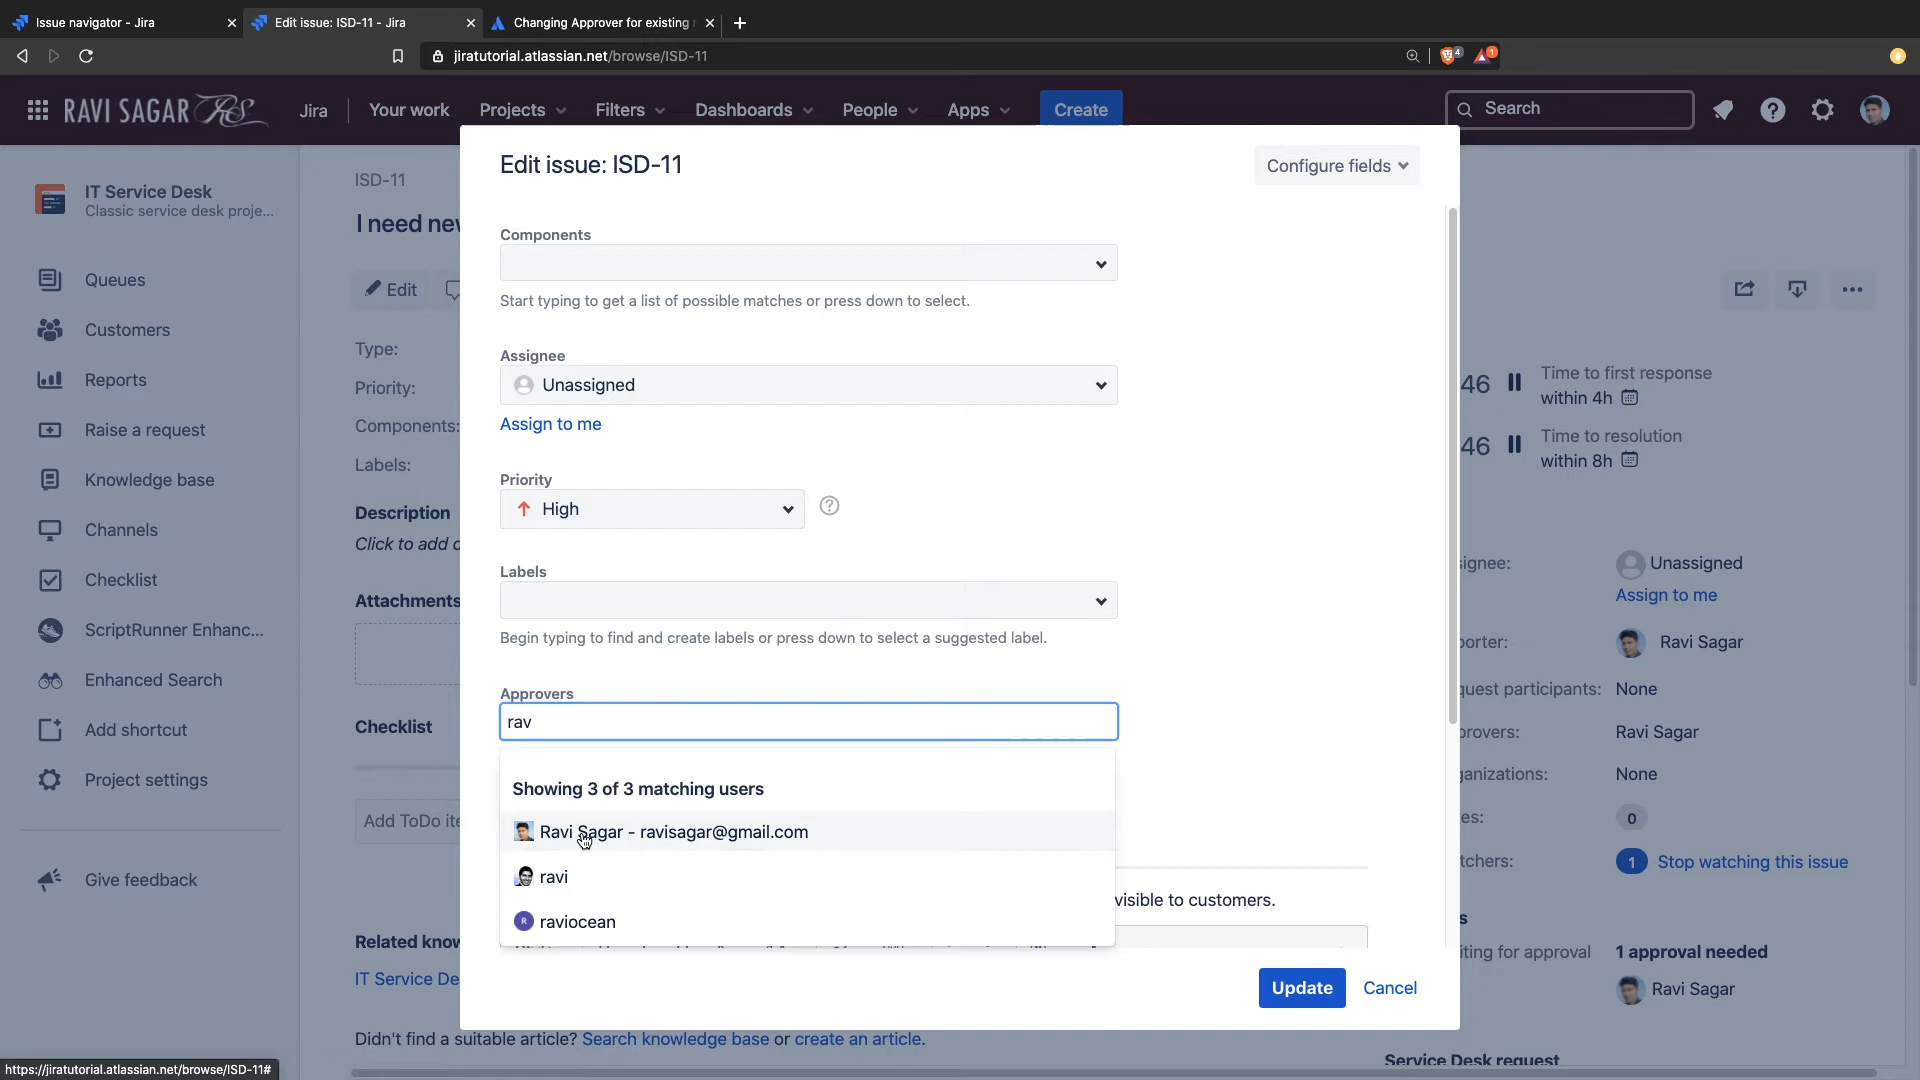 Issue navigator - Jira
Edit issue: ISD-11 - Jira
Changing Approver for existing
jiratutorial.atlassian.net/browse/ISD-11
4
1
RAVI SAGAR RS
Jira
Your work
Projects
Filters
Dashboards
People
Apps
Create
Search
IT Service Desk
Classic service desk proje...
Queues
Customers
Reports
Raise a request
Knowledge base
Channels
Checklist
ScriptRunner Enhanc...
Enhanced Search
Add shortcut
Project settings
Give feedback
ISD-11
I need new
Edit
Type:
Priority:
Components:
Labels:
Description
Click to add
Attachments
Checklist
Add ToDo ite
Related know
IT Service De
Didn't find a suitable article? Search knowledge base or create an article.
Edit issue: ISD-11
Configure fields
Components
Start typing to get a list of possible matches or press down to select.
Assignee
Unassigned
Assign to me
Priority
High
?
Labels
Begin typing to find and create labels or press down to select a suggested label.
Approvers
rav
Showing 3 of 3 matching users
Ravi Sagar - ravisagar@gmail.com
ravi
R raviocean
visible to customers.
Update
Cancel
46
Time to first response
within 4h
46
Time to resolution
within 8h
ignee:
Unassigned
Assign to me
porter:
Ravi Sagar
quest participants:
None
provers:
Ravi Sagar
ganizations:
None
es:
0
tchers:
1
Stop watching this issue
s
iting for approval
1 approval needed
Ravi Sagar
Service Desk request
https://jiratutorial.atlassian.net/browse/ISD-11#